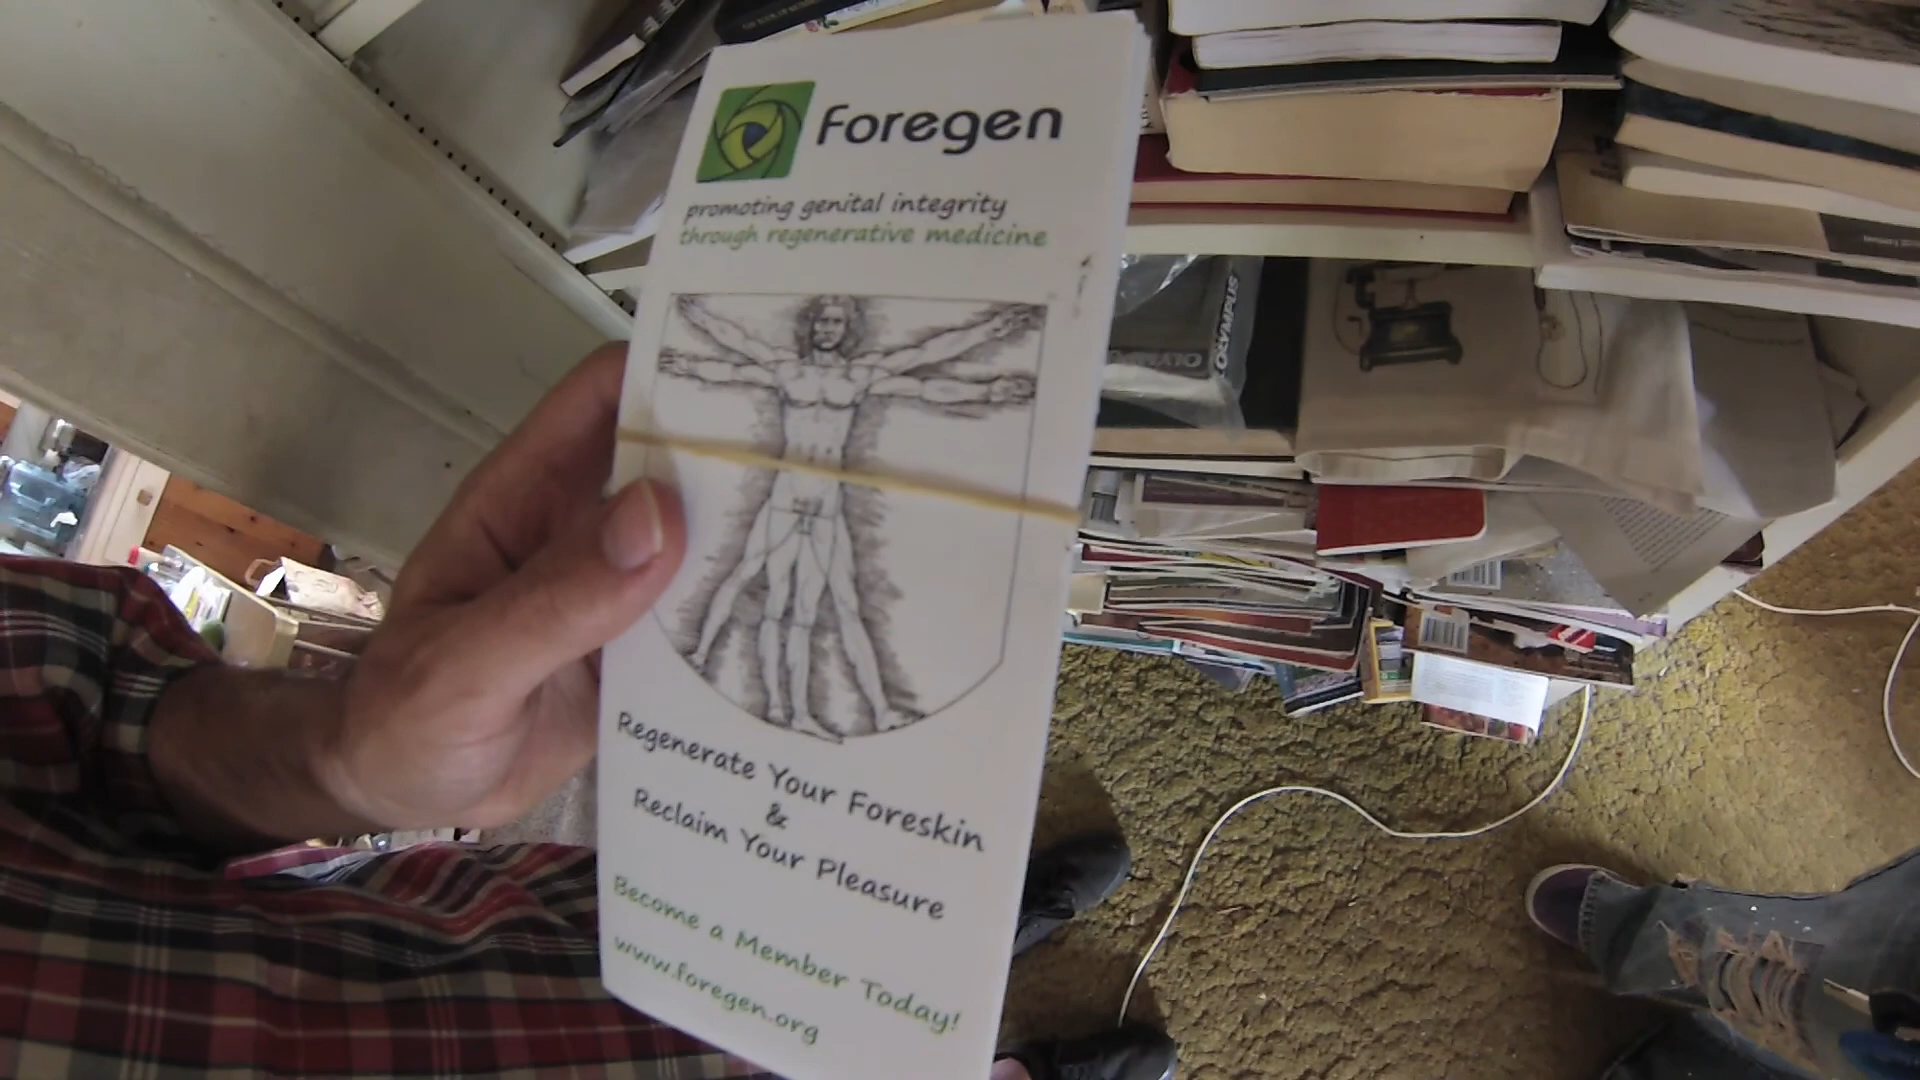 Foregen
promoting genital integrity
through regenerative medicine
Regenerate Your Foreskin
&
Reclaim Your Pleasure
Become a Member Today!
www.foregen.org
OLYMPUS
OLYMPUS